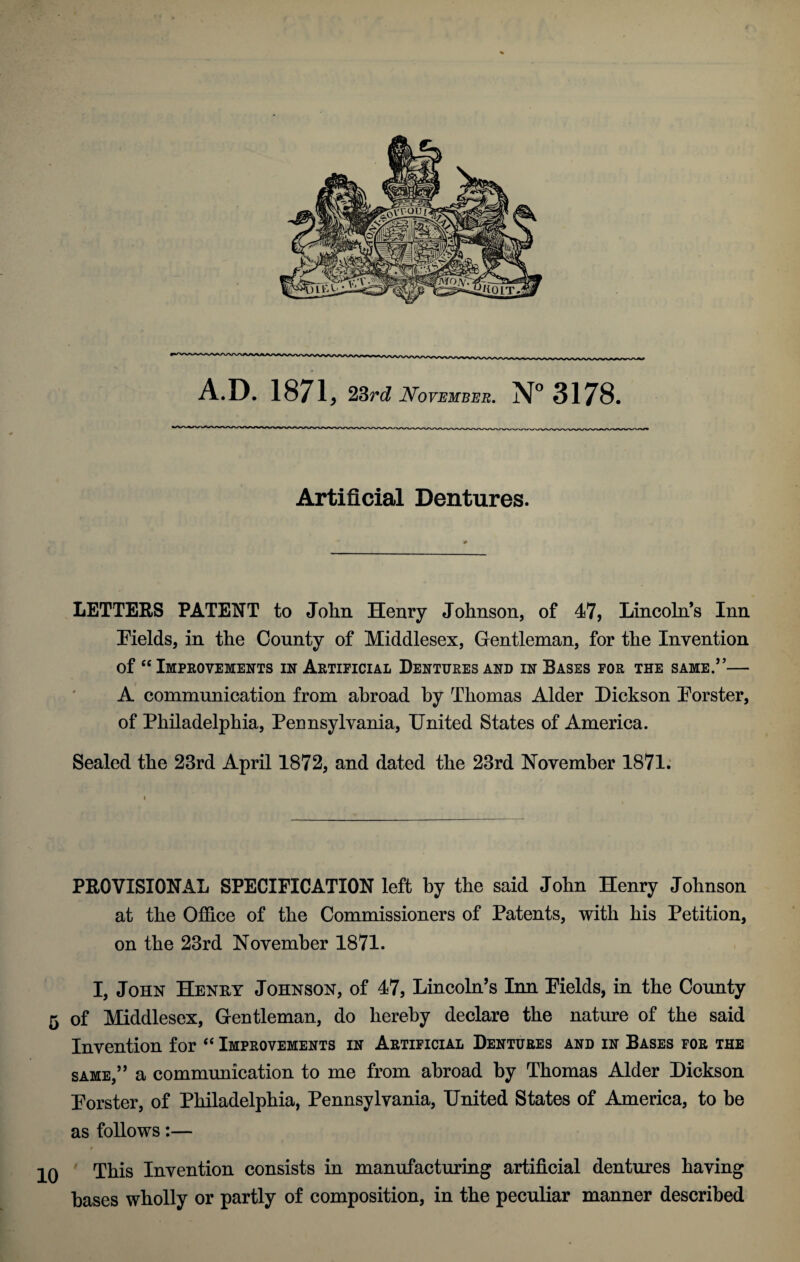 HONI SOIT QUI
DIEU · ET · MON · DROIT.
A.D. 1871, 23rd NOVEMBER. N° 3178.
Artificial Dentures.
LETTERS PATENT to John Henry Johnson, of 47, Lincoln’s Inn
Fields, in the County of Middlesex, Gentleman, for the Invention
of “ IMPROVEMENTS IN ARTIFICIAL DENTURES AND IN BASES FOR THE SAME.”—
A communication from abroad by Thomas Alder Dickson Forster,
of Philadelphia, Pennsylvania, United States of America.
Sealed the 23rd April 1872, and dated the 23rd November 1871.
PROVISIONAL SPECIFICATION left by the said John Henry Johnson
at the Office of the Commissioners of Patents, with his Petition,
on the 23rd November 1871.
I, JOHN HENRY JOHNSON, of 47, Lincoln’s Inn Fields, in the County
5 of Middlesex, Gentleman, do hereby declare the nature of the said
Invention for “ IMPROVEMENTS IN ARTIFICIAL DENTURES AND IN BASES FOR THE
SAME,” a communication to me from abroad by Thomas Alder Dickson
Forster, of Philadelphia, Pennsylvania, United States of America, to be
as follows :—
10 This Invention consists in manufacturing artificial dentures having
bases wholly or partly of composition, in the peculiar manner described